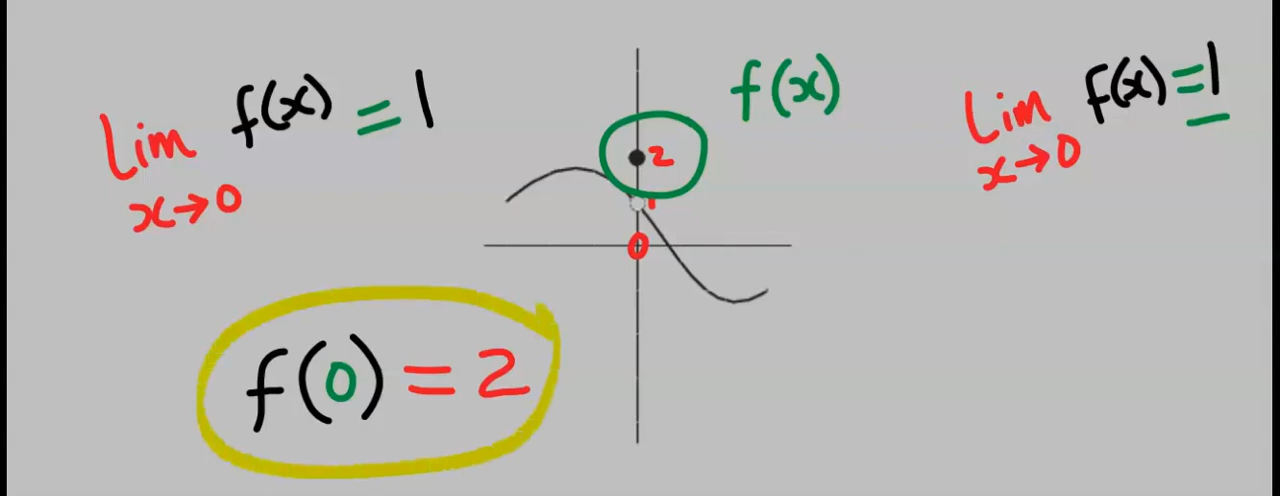 Lim f(x) = 1
x→0
f(x)
2
1
0
Lim f(x) = 1
x→0
f(0) = 2